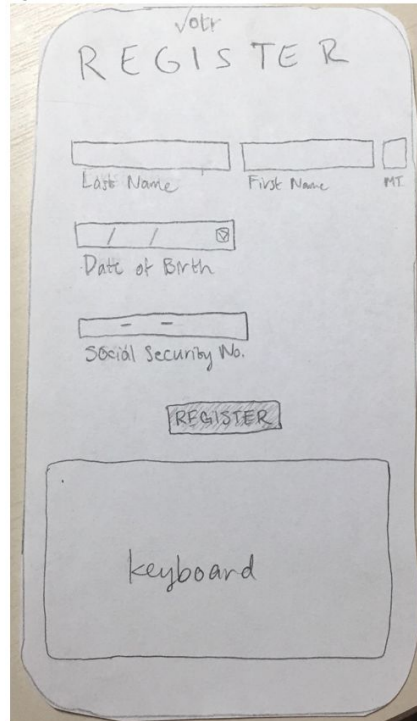 Votr
REGISTER
Last Name First Name MI
/ /
Date of Birth
- -
Social Security No.
REGISTER
keyboard